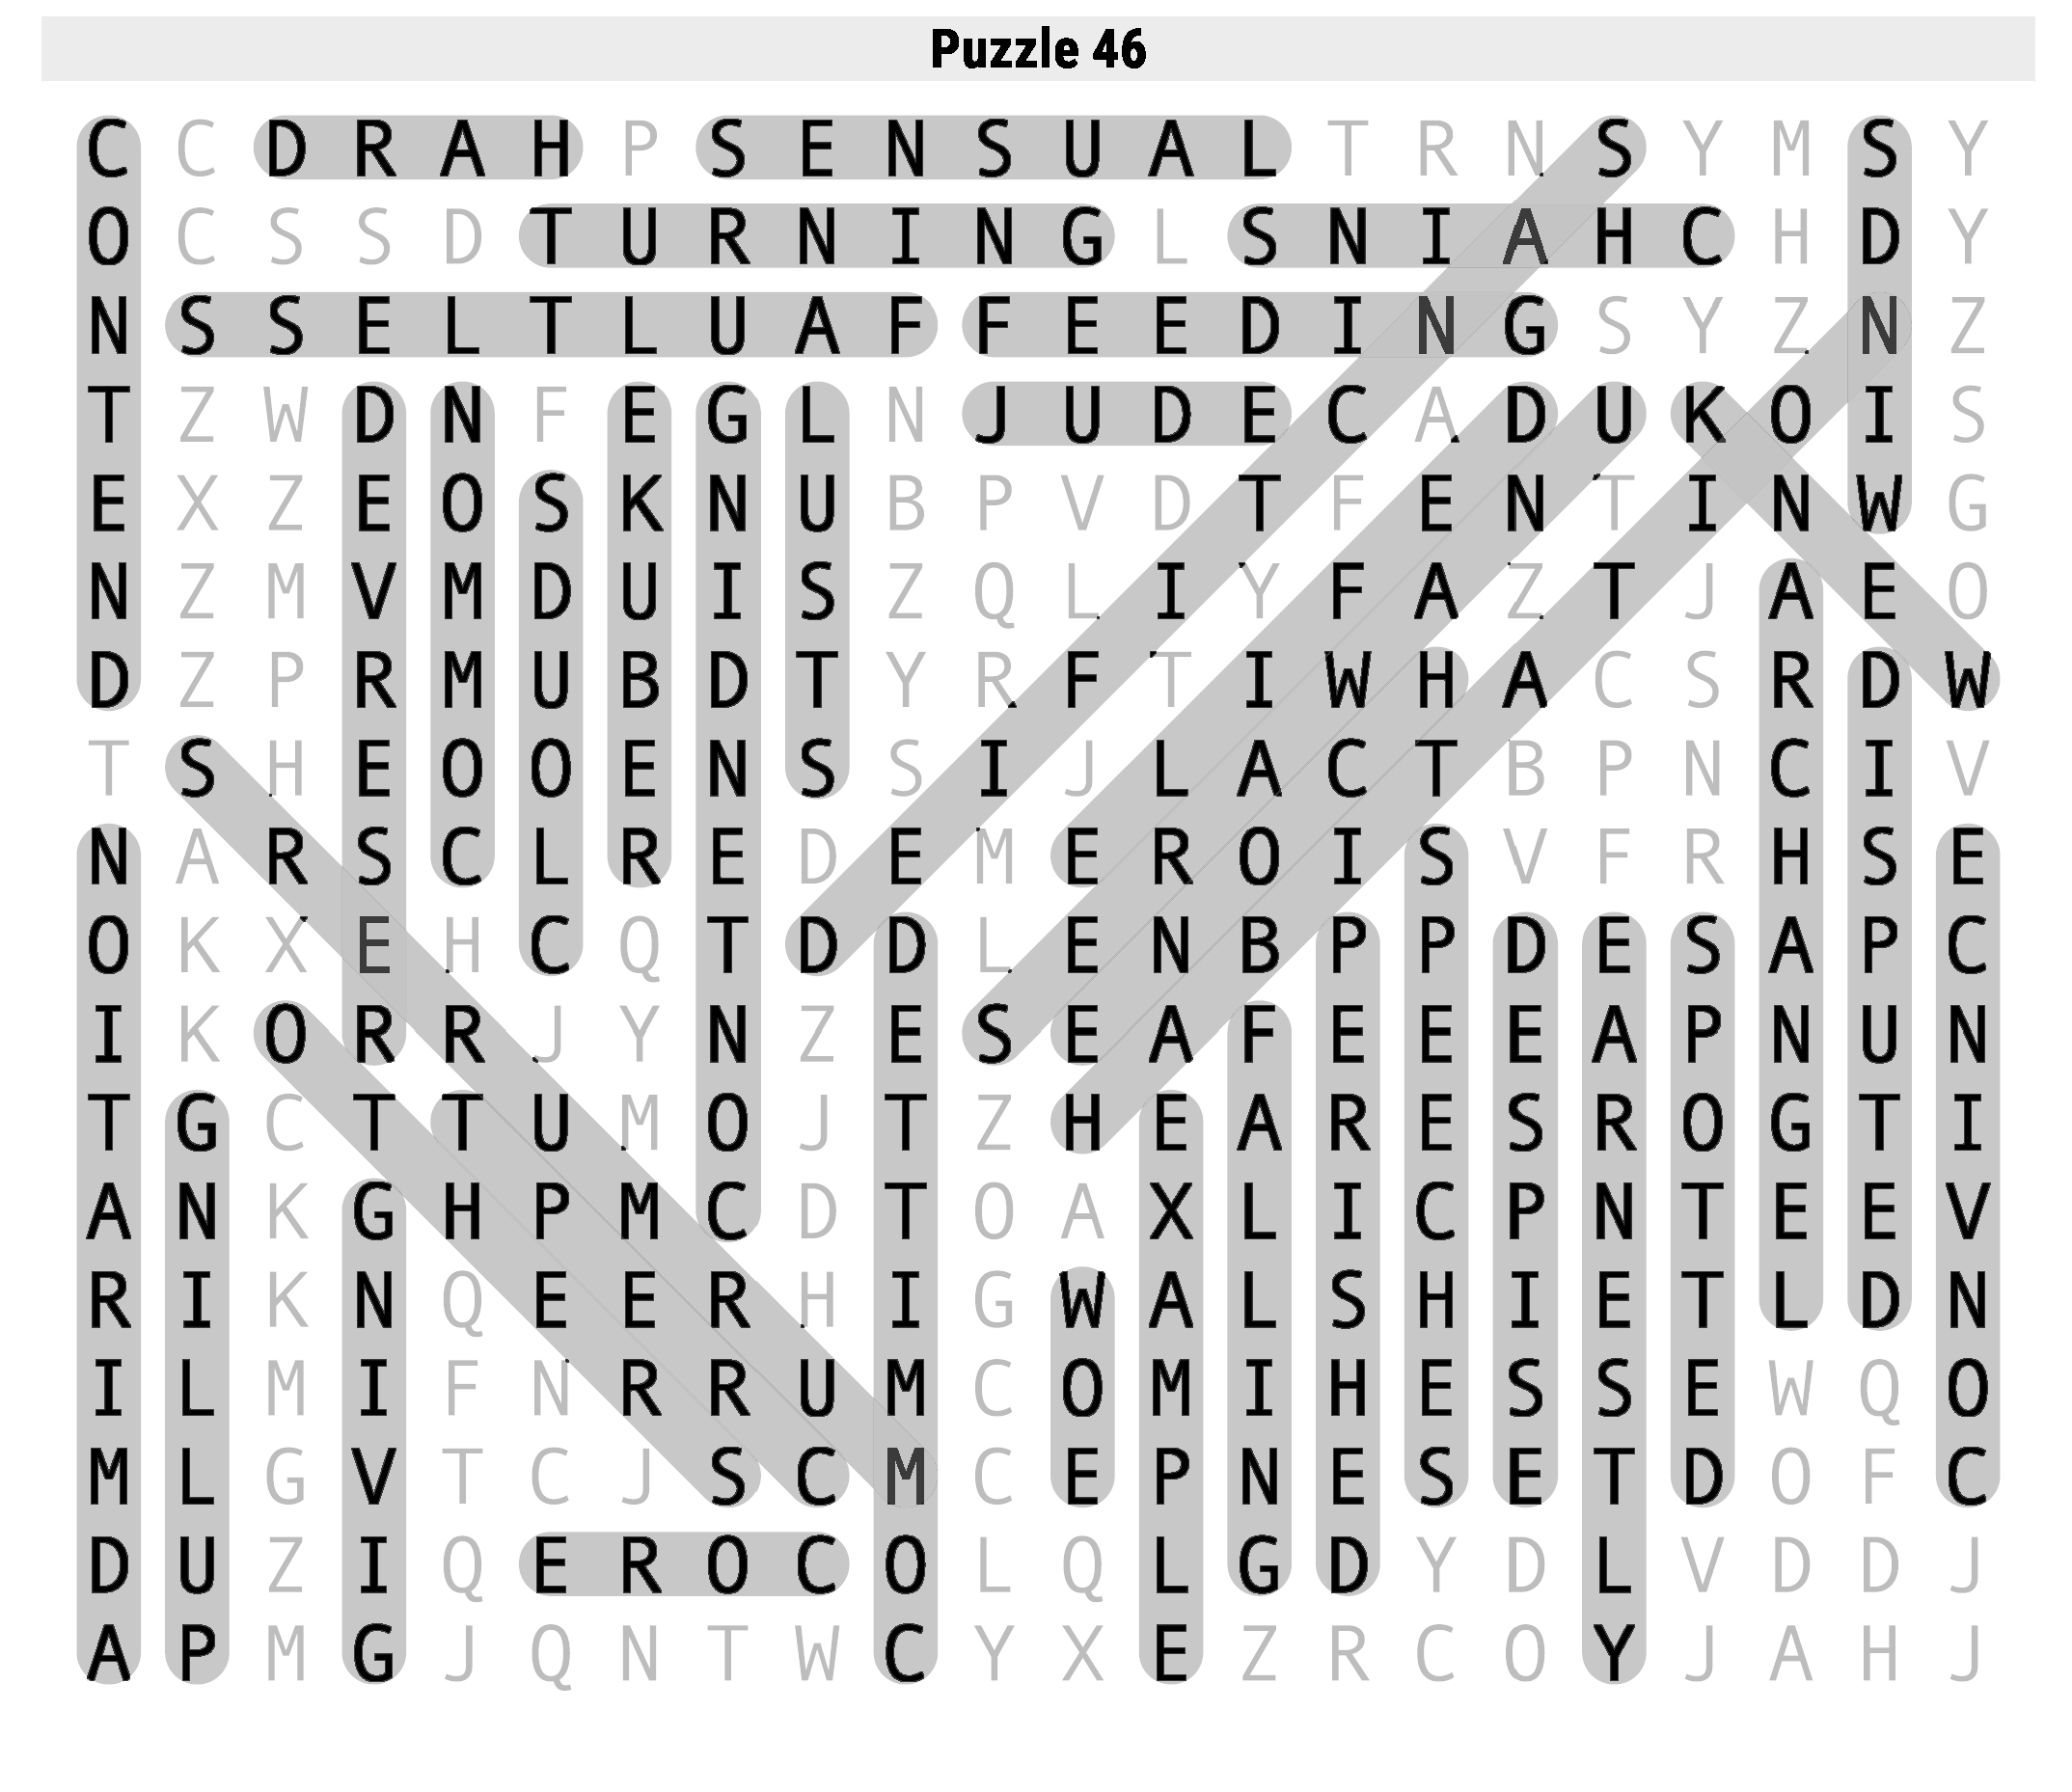 Puzzle 46
C C D R A H P S E N S U A L T R N S Y M S Y
O C S S D T U R N I N G L S N I A H C H D Y
N S S E L T L U A F F E E D I N G S Y Z N Z
T Z W D N F E G L N J U D E C A D U K O I S
E X Z E O S K N U B P V D T F E N T I N W G
N Z M V M D U I S Z Q L I Y F A Z T J A E O
D Z P R M U B D T Y R F T I W H A C S R D W
T S H E O O E N S S I J L A C T B P N C I V
N A R S C L R E D E M E R O I S V F R H S E
O K X E H C Q T D D L E N B P P D E S A P C
I K O R R J Y N Z E S E A F E E E A P N U N
T G C T T U M O J T Z H E A R E S R O G T I
A N K G H P M C D T O A X L I C P N T E E V
R I K N Q E E R H I G W A L S H I E T L D N
I L M I F N R R U M C O M I H E S S E W Q O
M L G V T C J S C M C E P N E S E T D O F C
D U Z I Q E R O C O L Q L G D Y D L V D D J
A P M G J Q N T W C Y X E Z R C O Y J A H J